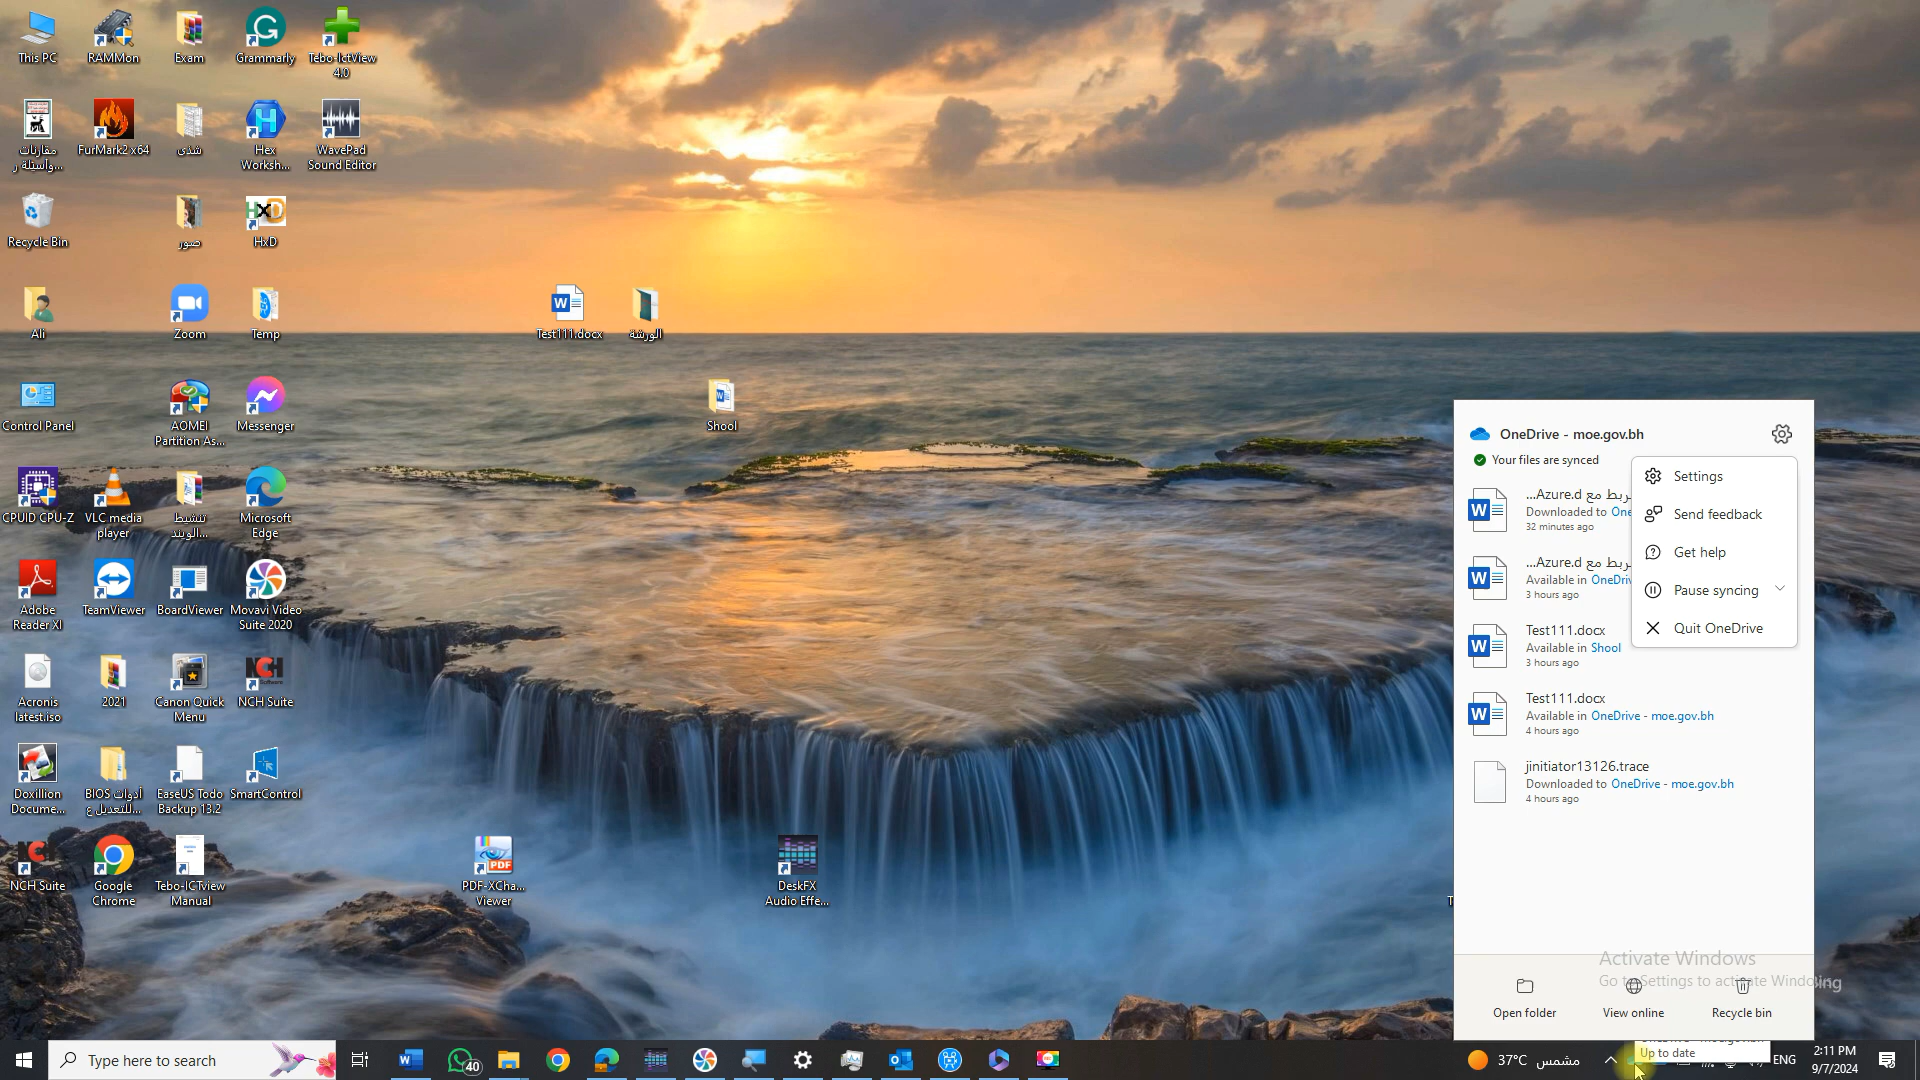 This PC
RAMMon
Exam
Grammarly
Tebo-IctView
4.0
مقارنات
وأسئلة ر...
FurMark2 x64
شذى
Hex
Worksh...
WavePad
Sound Editor
Recycle Bin
صور
HxD
Ali
Zoom
Temp
Test111.docx
الورشة
Control Panel
AOMEI
Partition As...
Messenger
Shool
CPUID CPU-Z
VLC media
player
تنشيط
الويند...
Microsoft
Edge
Adobe
Reader XI
TeamViewer
BoardViewer
Movavi Video
Suite 2020
Acronis
latest.iso
2021
Canon Quick
Menu
NCH Suite
Doxillion
Docume...
أدوات BIOS
للتعديل ع...
EaseUS Todo
Backup 13.2
SmartControl
NCH Suite
Google
Chrome
Tebo-ICTview
Manual
PDF-XCha...
Viewer
DeskFX
Audio Effe...
OneDrive - moe.gov.bh
Your files are synced
...Azure.d ربط مع
Downloaded to One
32 minutes ago
...Azure.d ربط مع
Available in OneDriv
3 hours ago
Test111.docx
Available in Shool
3 hours ago
Test111.docx
Available in OneDrive - moe.gov.bh
4 hours ago
jinitiator13126.trace
Downloaded to OneDrive - moe.gov.bh
4 hours ago
Settings
Send feedback
Get help
Pause syncing
Quit OneDrive
Activate Windows
Go to Settings to activate Windows
Open folder
View online
Recycle bin
Type here to search
40
37°C مشمس
Up to date
ENG
2:11 PM
9/7/2024